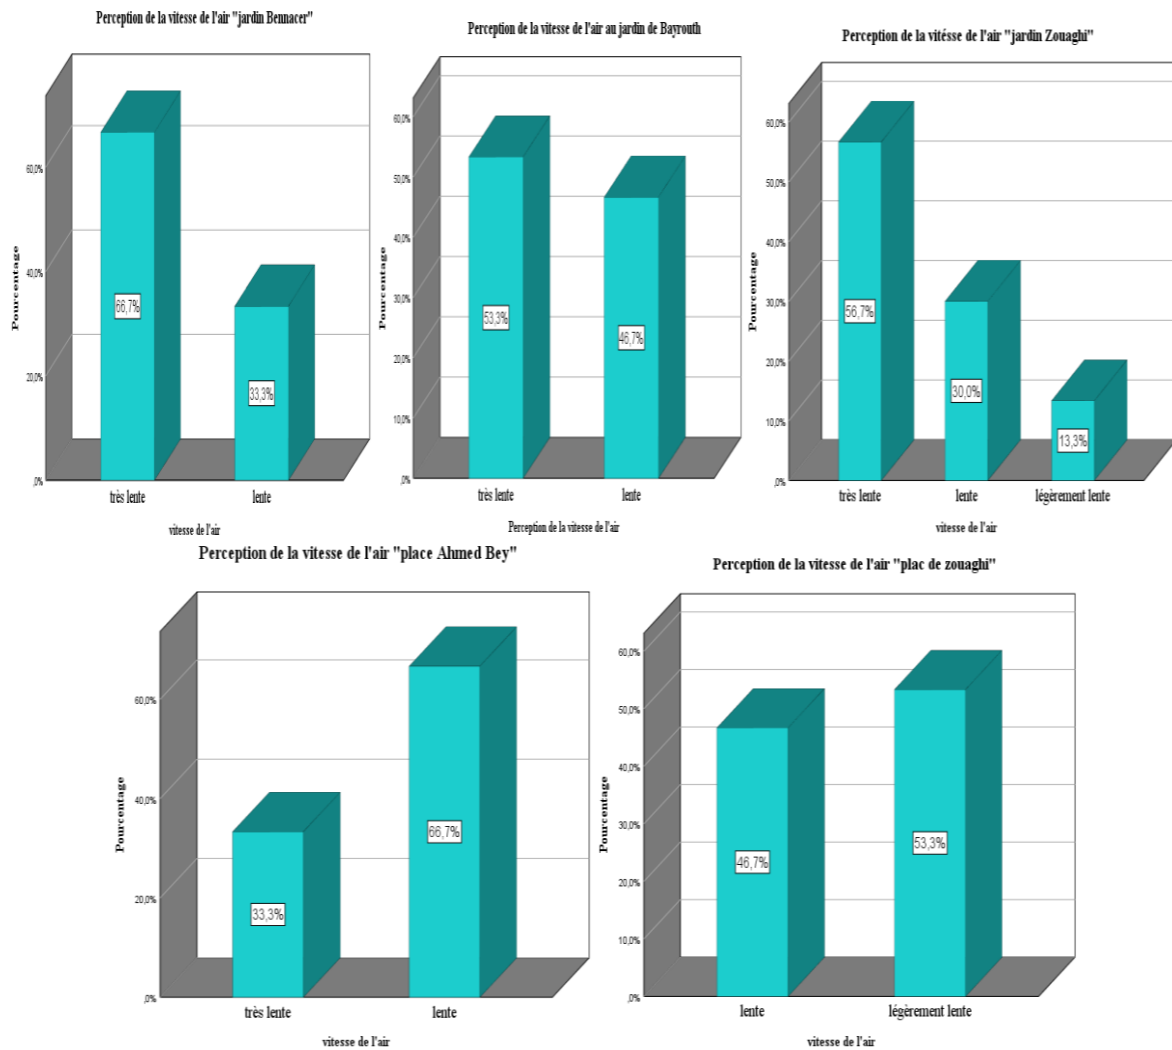 Perception de la vitesse de l'air "jardin Bennacer"
Pourcentage
60,0%
40,0%
20,0%
,0%
66,7%
33,3%
très lente
lente
vitesse de l'air
Perception de la vitesse de l'air au jardin de Bayrouth
Pourcentage
60,0%
50,0%
40,0%
30,0%
20,0%
10,0%
,0%
53,3%
46,7%
très lente
lente
Perception de la vitesse de l'air
Perception de la vitésse de l'air "jardin Zouaghi"
Pourcentage
60,0%
50,0%
40,0%
30,0%
20,0%
10,0%
,0%
56,7%
30,0%
13,3%
très lente
lente
légèrement lente
vitesse de l'air
Perception de la vitesse de l'air "place Ahmed Bey"
Pourcentage
60,0%
40,0%
20,0%
,0%
33,3%
66,7%
très lente
lente
vitesse de l'air
Perception de la vitesse de l'air "plac de zouaghi"
Pourcentage
60,0%
50,0%
40,0%
30,0%
20,0%
10,0%
,0%
46,7%
53,3%
lente
légèrement lente
vitesse de l'air